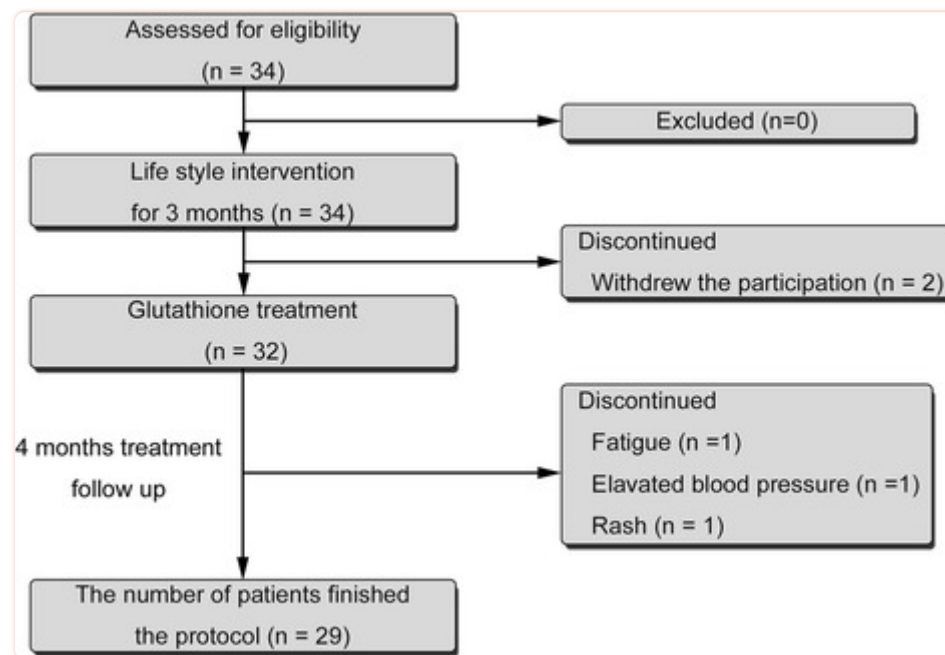 Assessed for eligibility
(n = 34)
Excluded (n=0)
Life style intervention
for 3 months (n = 34)
Discontinued
Withdrew the participation (n = 2)
Glutathione treatment
(n = 32)
4 months treatment
follow up
Discontinued
Fatigue (n =1)
Elavated blood pressure (n =1)
Rash (n = 1)
The number of patients finished
the protocol (n = 29)